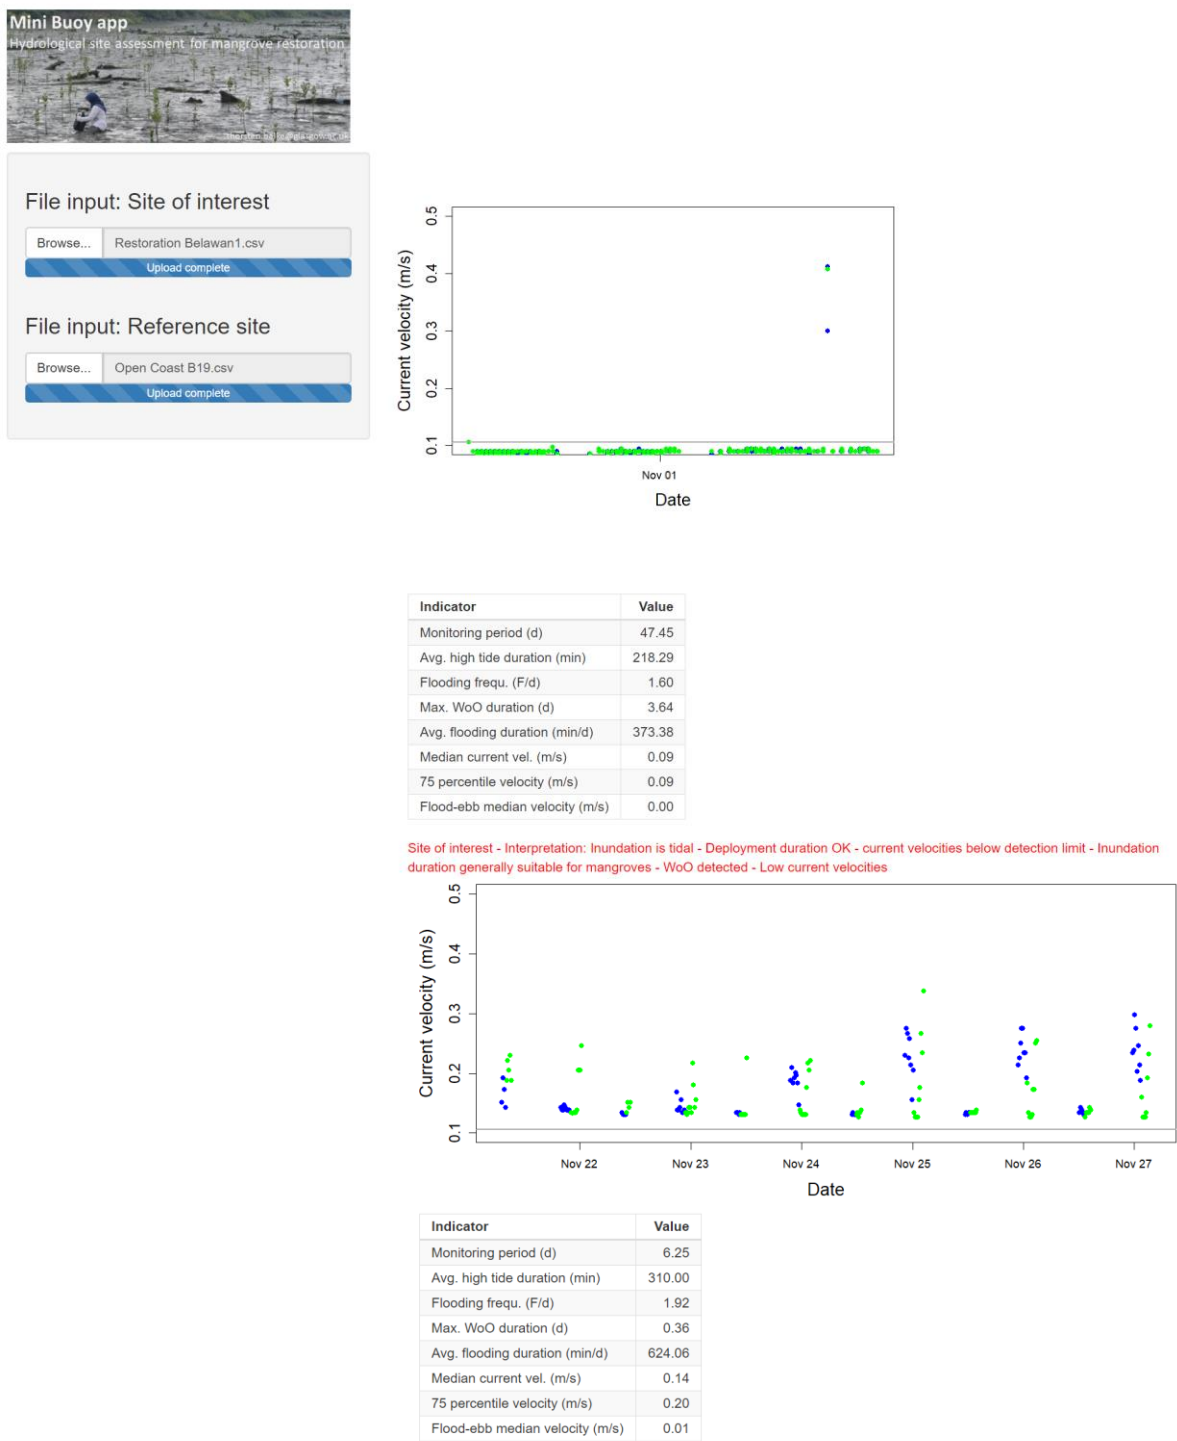 Mini Buoy app
Hydrological site assessment for mangrove restoration
File input: Site of interest
Browse... Restoration Belawan1.csv
Upload complete
File input: Reference site
Browse... Open Coast B19.csv
Upload complete
Current velocity (m/s)
0.5
0.4
0.3
0.2
0.1
Nov 01
Date
Indicator Value
Monitoring period (d) 47.45
Avg. high tide duration (min) 218.29
Flooding frequ. (F/d) 1.60
Max. WoO duration (d) 3.64
Avg. flooding duration (min/d) 373.38
Median current vel. (m/s) 0.09
75 percentile velocity (m/s) 0.09
Flood-ebb median velocity (m/s) 0.00
Site of interest - Interpretation: Inundation is tidal - Deployment duration OK - current velocities below detection limit - Inundation
duration generally suitable for mangroves - WoO detected - Low current velocities
Current velocity (m/s)
0.5
0.4
0.3
0.2
0.1
Nov 22 Nov 23 Nov 24 Nov 25 Nov 26 Nov 27
Date
Indicator Value
Monitoring period (d) 6.25
Avg. high tide duration (min) 310.00
Flooding frequ. (F/d) 1.92
Max. WoO duration (d) 0.36
Avg. flooding duration (min/d) 624.06
Median current vel. (m/s) 0.14
75 percentile velocity (m/s) 0.20
Flood-ebb median velocity (m/s) 0.01